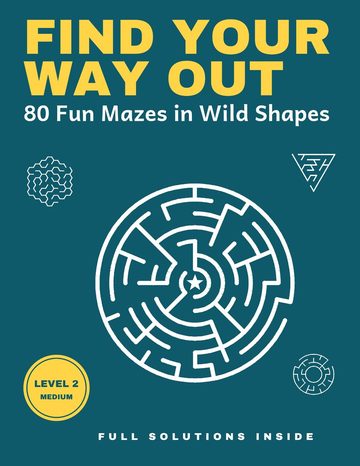 FIND YOUR
WAY OUT
80 Fun Mazes in Wild Shapes
LEVEL 2
MEDIUM
FULL SOLUTIONS INSIDE